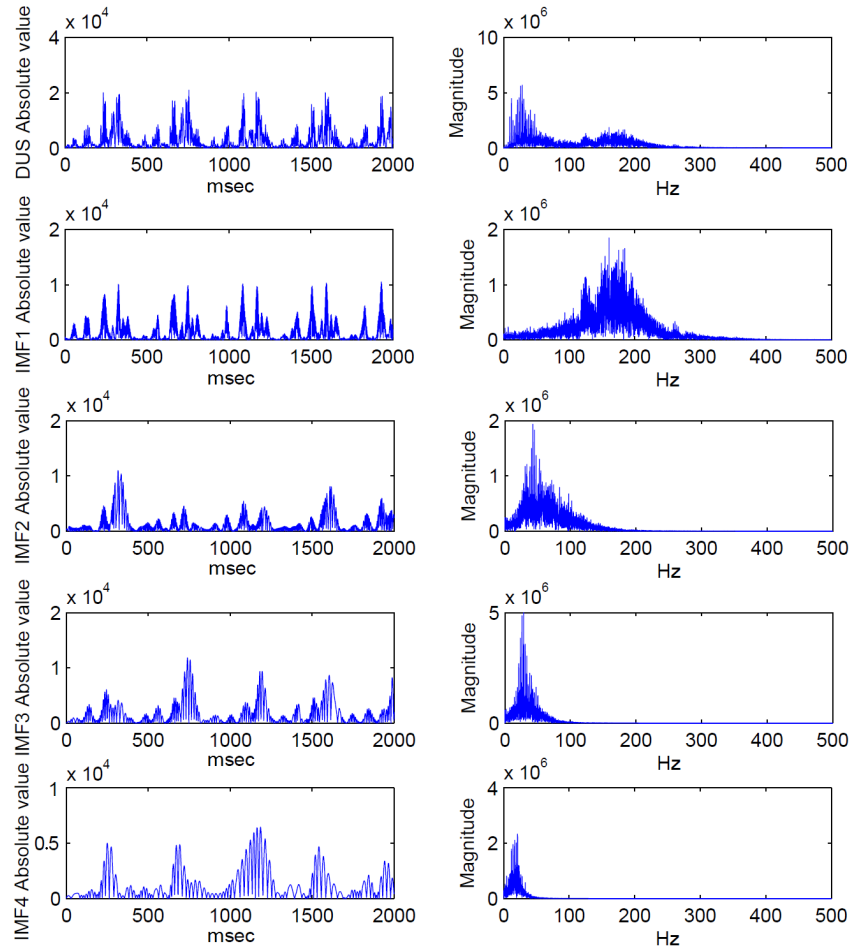 x 10^4
DUS Absolute value
4
2
0
0 500 1000 1500 2000
msec
x 10^6
Magnitude
10
5
0
0 100 200 300 400 500
Hz
x 10^4
IMF1 Absolute value
2
1
0
0 500 1000 1500 2000
msec
x 10^6
Magnitude
2
1
0
0 100 200 300 400 500
Hz
x 10^4
IMF2 Absolute value
2
1
0
0 500 1000 1500 2000
msec
x 10^6
Magnitude
2
1
0
0 100 200 300 400 500
Hz
x 10^4
IMF3 Absolute value
2
1
0
0 500 1000 1500 2000
msec
x 10^6
Magnitude
5
0
0 100 200 300 400 500
Hz
x 10^4
IMF4 Absolute value
1
0.5
0
0 500 1000 1500 2000
msec
x 10^6
Magnitude
4
2
0
0 100 200 300 400 500
Hz